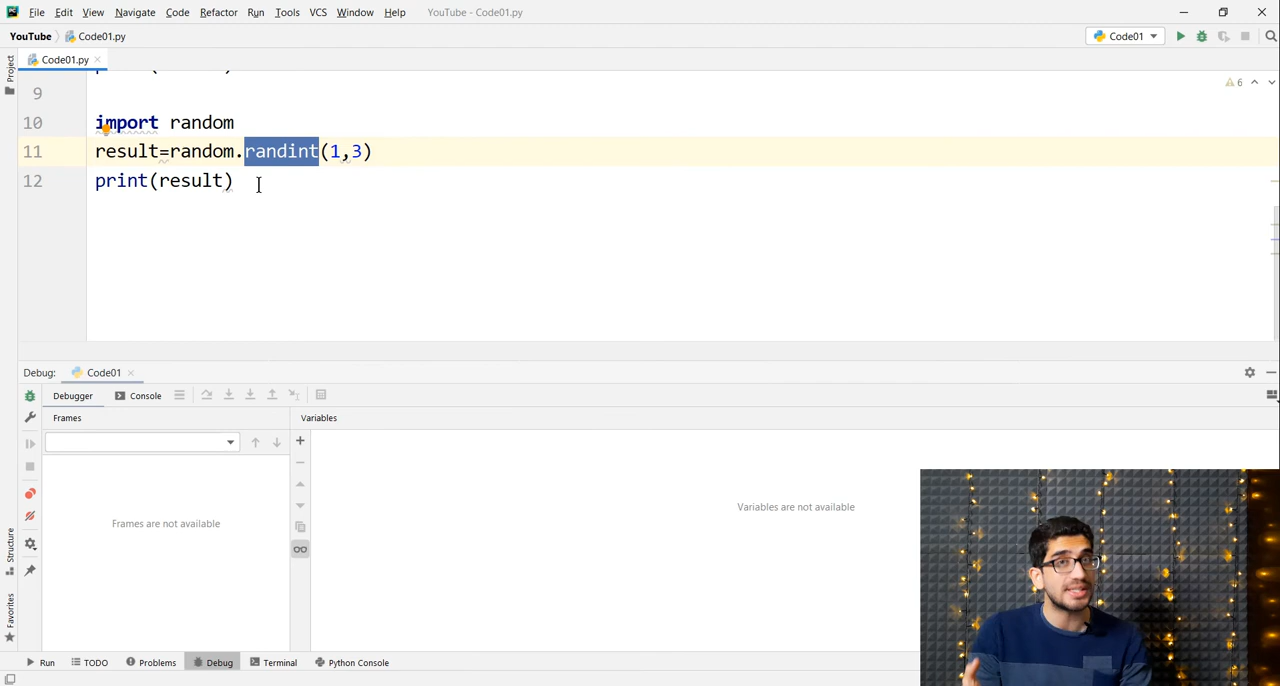 File Edit View Navigate Code Refactor Run Tools VCS Window Help YouTube - Code01.py
YouTube Code01.py Code01
Project
Code01.py
6
9
10 import random
11 result=random.randint(1,3)
12 print(result)
Debug: Code01
Debugger Console
Frames Variables
Frames are not available
Variables are not available
Structure
Favorites
Run TODO Problems Debug Terminal Python Console